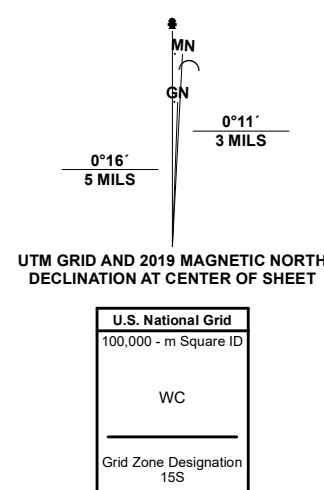 MN
GN
0°11´
3 MILS
0°16´
5 MILS
UTM GRID AND 2019 MAGNETIC NORTH
DECLINATION AT CENTER OF SHEET
U.S. National Grid
100,000 - m Square ID
WC
Grid Zone Designation
15S